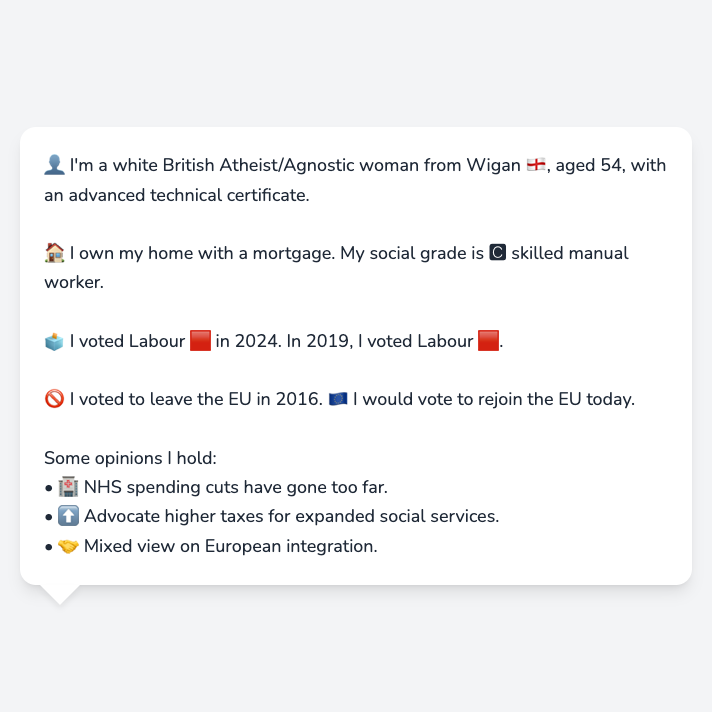 👤 I'm a white British Atheist/Agnostic woman from Wigan 🏴󠁧󠁢󠁥󠁮󠁧󠁿, aged 54, with
an advanced technical certificate.
🏠 I own my home with a mortgage. My social grade is 🅲 skilled manual
worker.
🗳️ I voted Labour 🟥 in 2024. In 2019, I voted Labour 🟥.
🚫 I voted to leave the EU in 2016. 🇪🇺 I would vote to rejoin the EU today.
Some opinions I hold:
• 🏥 NHS spending cuts have gone too far.
• ⬆️ Advocate higher taxes for expanded social services.
• 🤝 Mixed view on European integration.